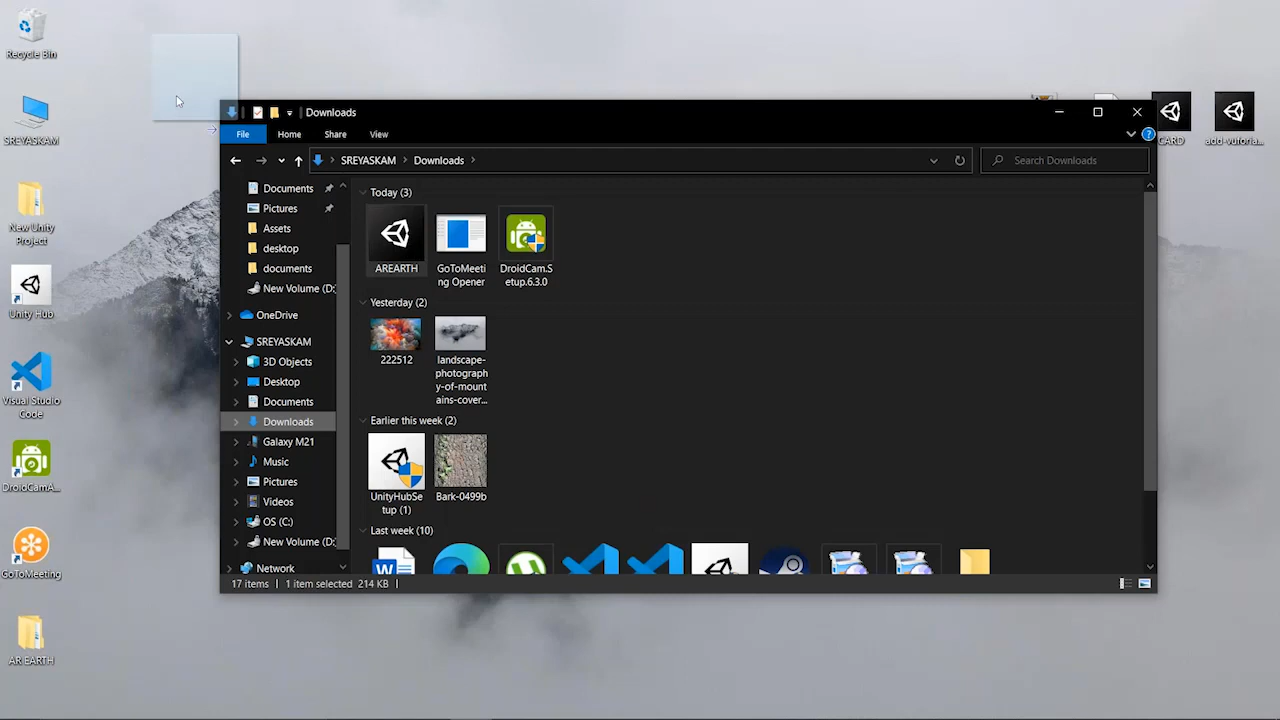 Recycle Bin
SREYASKAM
New Unity
Project
Unity Hub
Visual Studio
Code
DroidCamA...
GoToMeeting
AR EARTH
CARD
add-vuforia...
Downloads
File
Home
Share
View
SREYASKAM
Downloads
Search Downloads
Documents
Pictures
Assets
desktop
documents
New Volume (D:
OneDrive
SREYASKAM
3D Objects
Desktop
Documents
Downloads
Galaxy M21
Music
Pictures
Videos
OS (C:)
New Volume (D:
Network
Today (3)
AREARTH
GoToMeeti
ng Opener
DroidCam.S
etup.6.3.0
Yesterday (2)
222512
landscape-
photograph
y-of-mount
ains-cover...
Earlier this week (2)
UnityHubSe
tup (1)
Bark-0499b
Last week (10)
17 items
1 item selected 214 KB